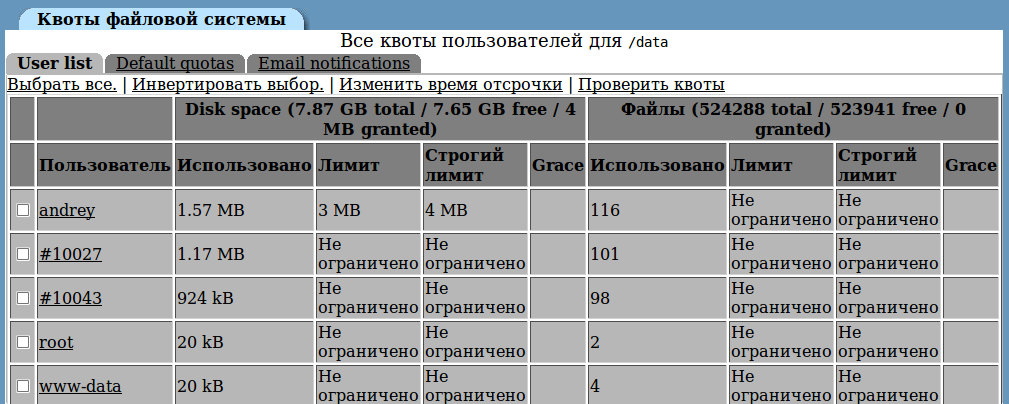 Квоты файловой системы
Все квоты пользователей для /data
User list Default quotas Email notifications
Выбрать все. | Инвертировать выбор. | Изменить время отсрочки | Проверить квоты
Disk space (7.87 GB total / 7.65 GB free / 4 MB granted) Файлы (524288 total / 523941 free / 0 granted)
Пользователь Использовано Лимит Строгий лимит Grace Использовано Лимит Строгий лимит Grace
andrey 1.57 MB 3 MB 4 MB 116 Не ограничено Не ограничено
#10027 1.17 MB Не ограничено Не ограничено 101 Не ограничено Не ограничено
#10043 924 kB Не ограничено Не ограничено 98 Не ограничено Не ограничено
root 20 kB Не ограничено Не ограничено 2 Не ограничено Не ограничено
www-data 20 kB Не ограничено Не ограничено 4 Не ограничено Не ограничено